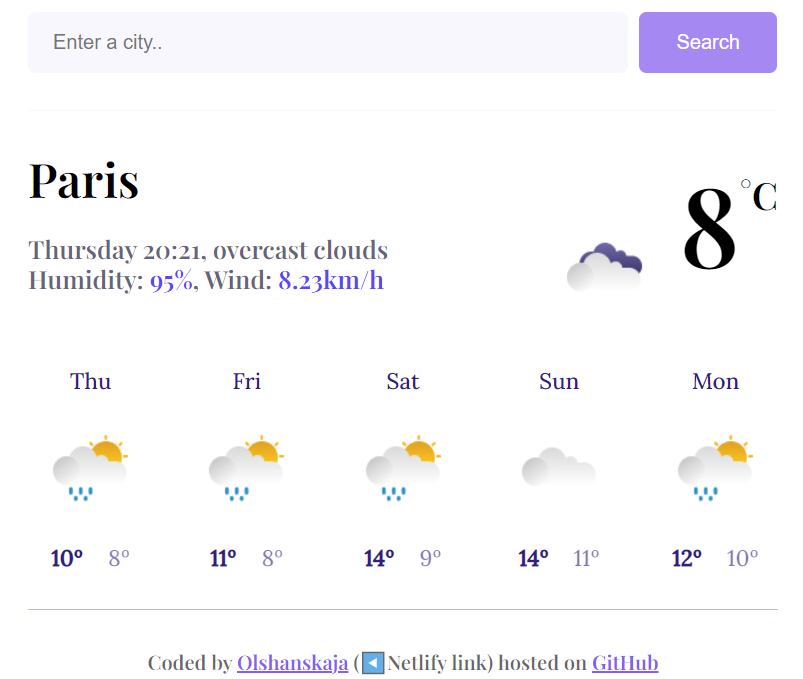 Enter a city..
Search
Paris
8°C
Thursday 20:21, overcast clouds
Humidity: 95%, Wind: 8.23km/h
Thu Fri Sat Sun Mon
10° 8° 11° 8° 14° 9° 14° 11° 12° 10°
Coded by Olshanskaja (◀Netlify link) hosted on GitHub